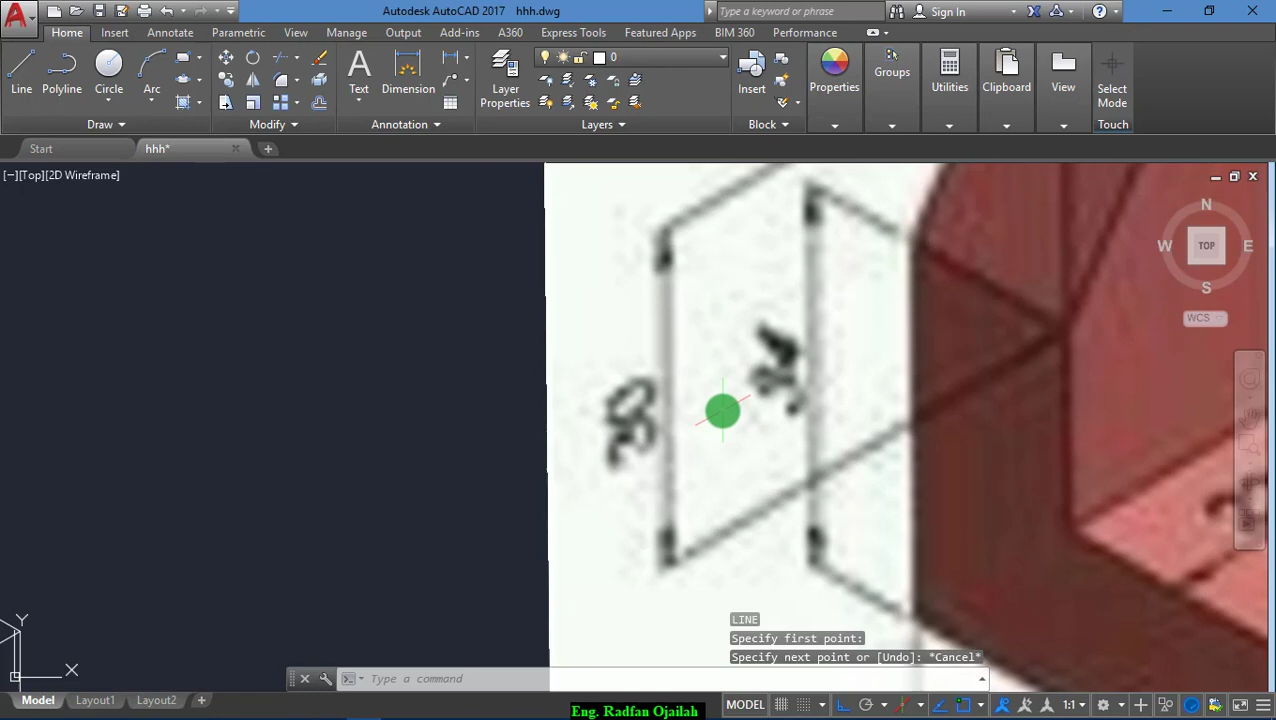 Autodesk AutoCAD 2017 hhh.dwg
Type a keyword or phrase
Sign In
Home Insert Annotate Parametric View Manage Output Add-ins A360 Express Tools Featured Apps BIM 360 Performance
Line Polyline Circle Arc Text Dimension Layer Properties 0 Insert Properties Groups Utilities Clipboard View Select Mode
Draw Modify Annotation Layers Block Touch
Start hhh*
[−][Top][2D Wireframe]
N
W TOP E
S
WCS
Y
X
LINE
Specify first point:
Specify next point or [Undo]: *Cancel*
Type a command
Model Layout1 Layout2 MODEL 1:1
Eng. Radfan Ojailah